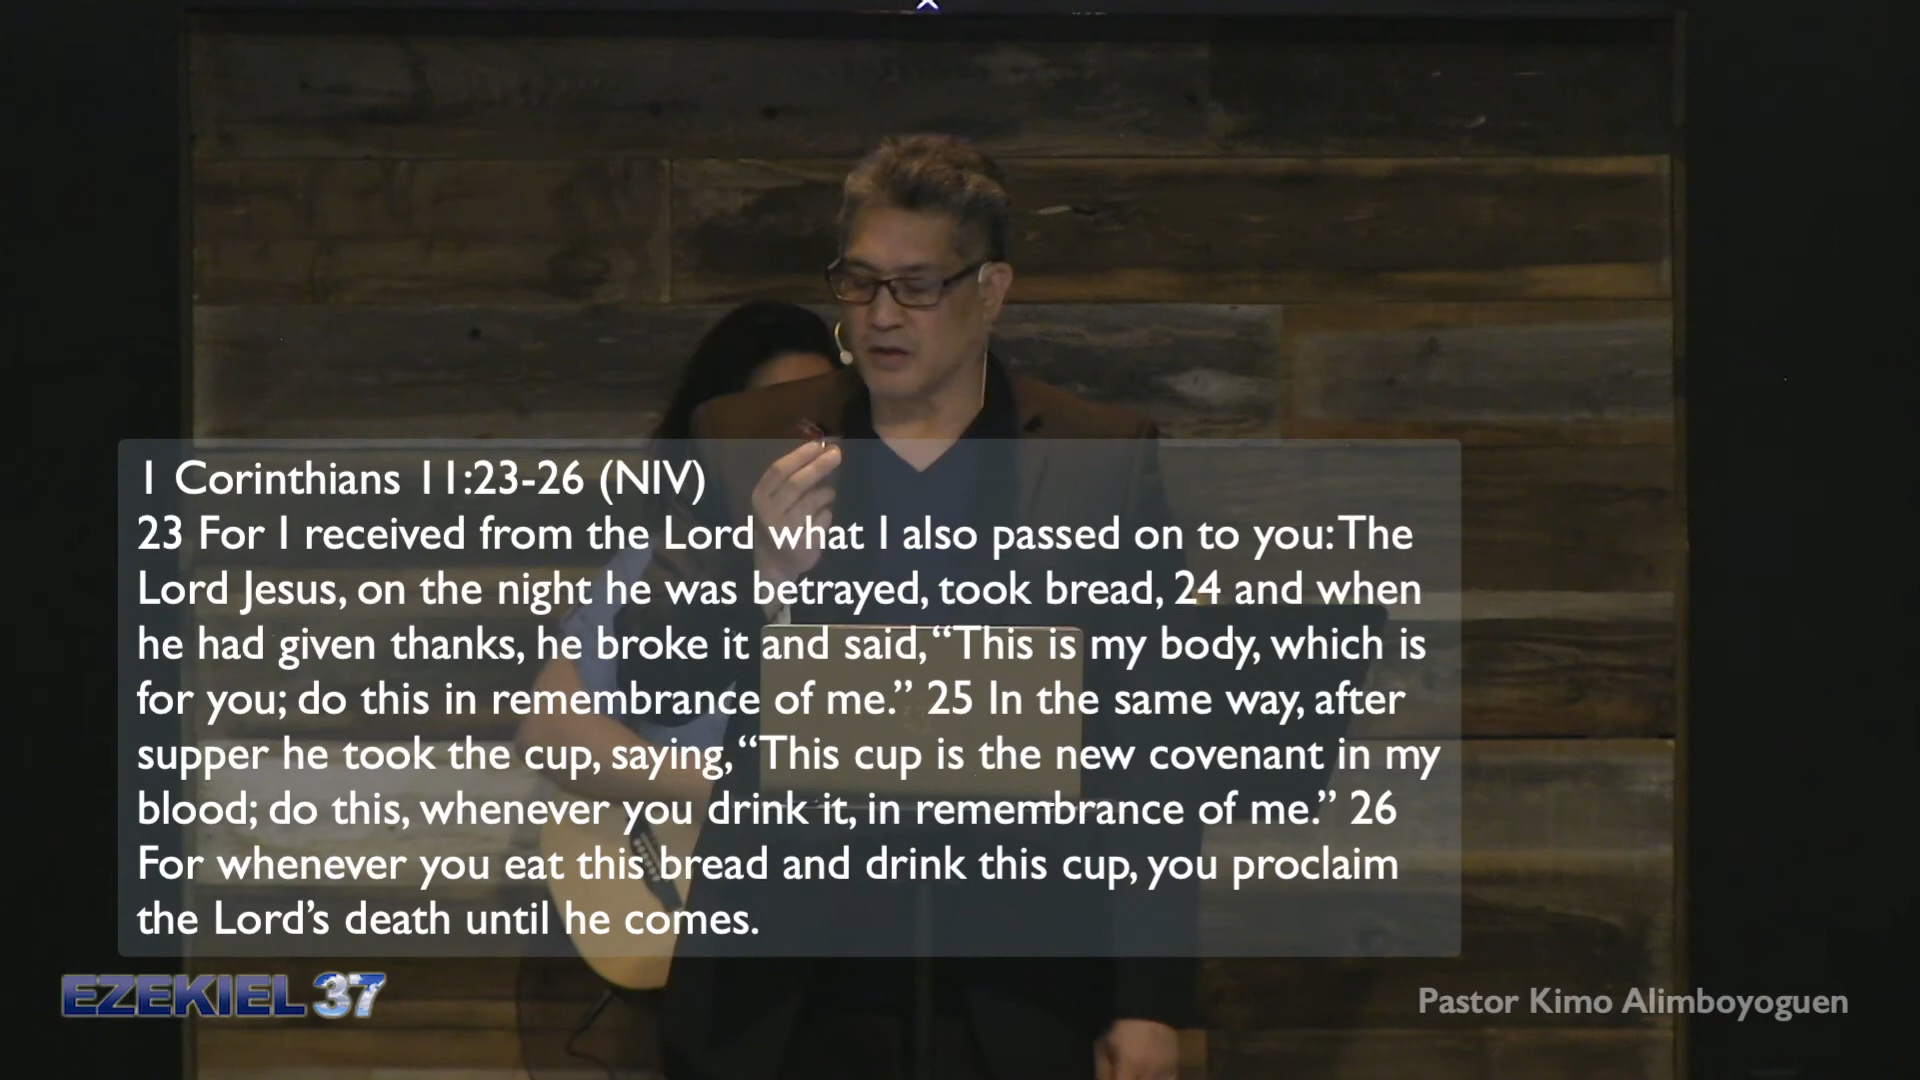 1 Corinthians 11:23-26 (NIV)
23 For I received from the Lord what I also passed on to you: The
Lord Jesus, on the night he was betrayed, took bread, 24 and when
he had given thanks, he broke it and said, “This is my body, which is
for you; do this in remembrance of me.” 25 In the same way, after
supper he took the cup, saying, “This cup is the new covenant in my
blood; do this, whenever you drink it, in remembrance of me.” 26
For whenever you eat this bread and drink this cup, you proclaim
the Lord’s death until he comes.
EZEKIEL 37
Pastor Kimo Alimboyoguen